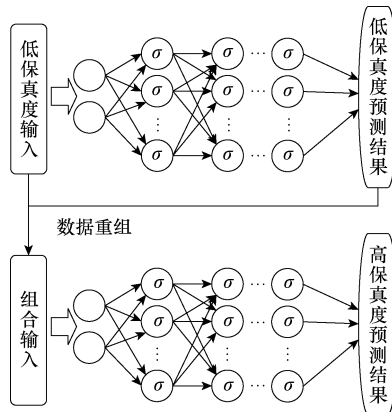 低保真度输入
σ σ ··· σ
σ σ ··· σ
σ σ ··· σ
低保真度预测结果
数据重组
组合输入
σ σ ··· σ
σ σ ··· σ
σ σ ··· σ
高保真度预测结果